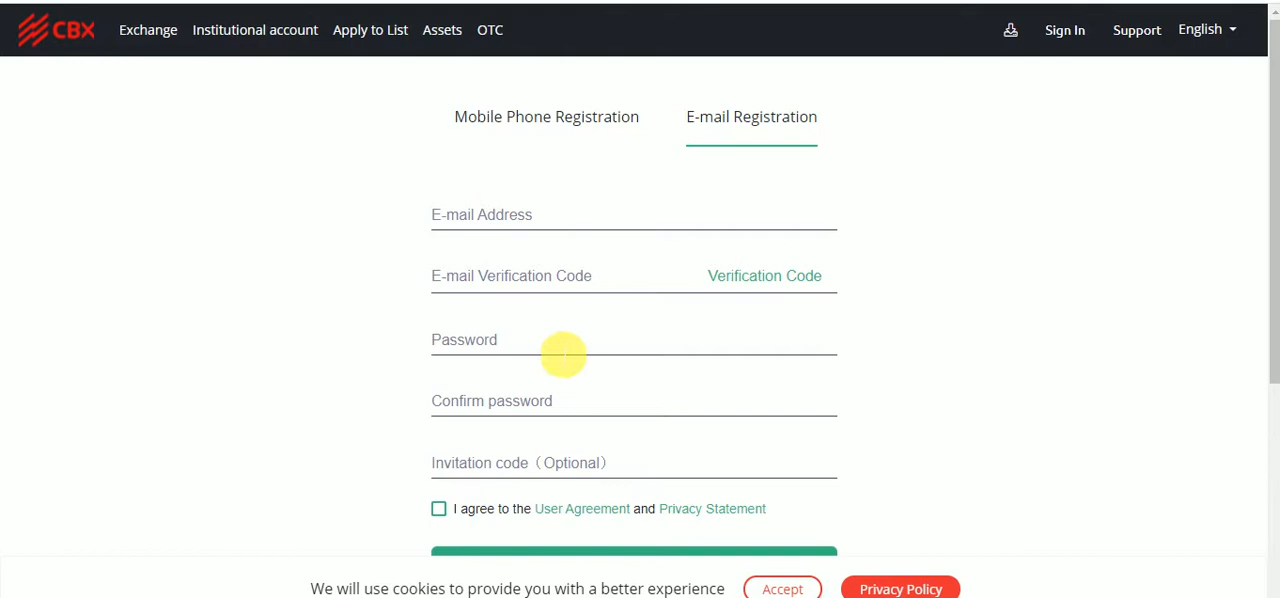 CBX Exchange Institutional account Apply to List Assets OTC Sign In Support English
Mobile Phone Registration E-mail Registration
E-mail Address
E-mail Verification Code Verification Code
Password
Confirm password
Invitation code（Optional）
I agree to the User Agreement and Privacy Statement
We will use cookies to provide you with a better experience Accept Privacy Policy